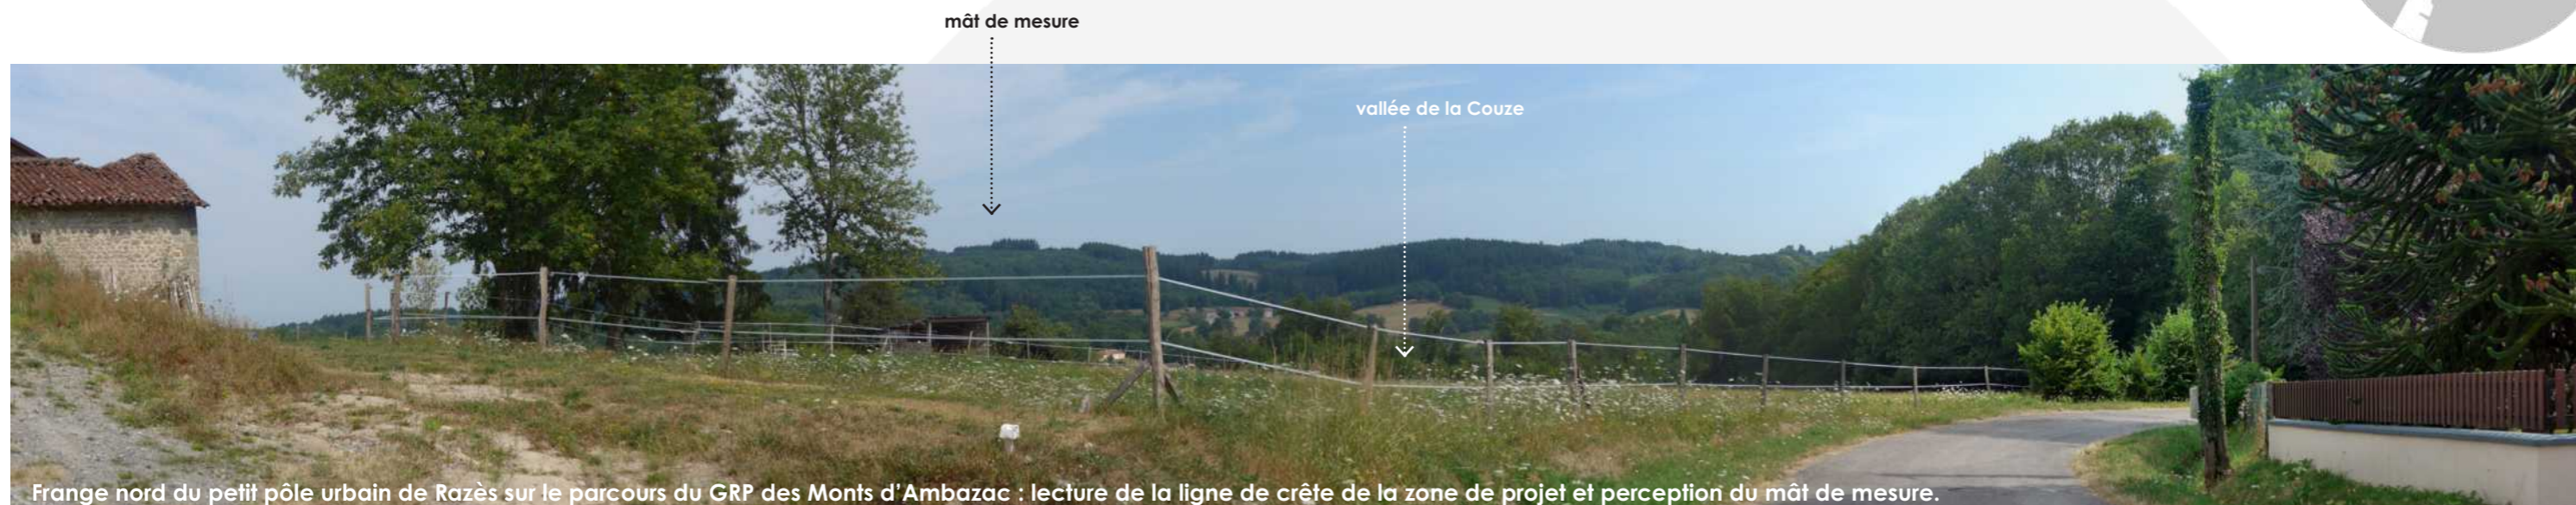 mât de mesure
vallée de la Couze
Frange nord du petit pôle urbain de Razès sur le parcours du GRP des Monts d'Ambazac : lecture de la ligne de crête de la zone de projet et perception du mât de mesure.